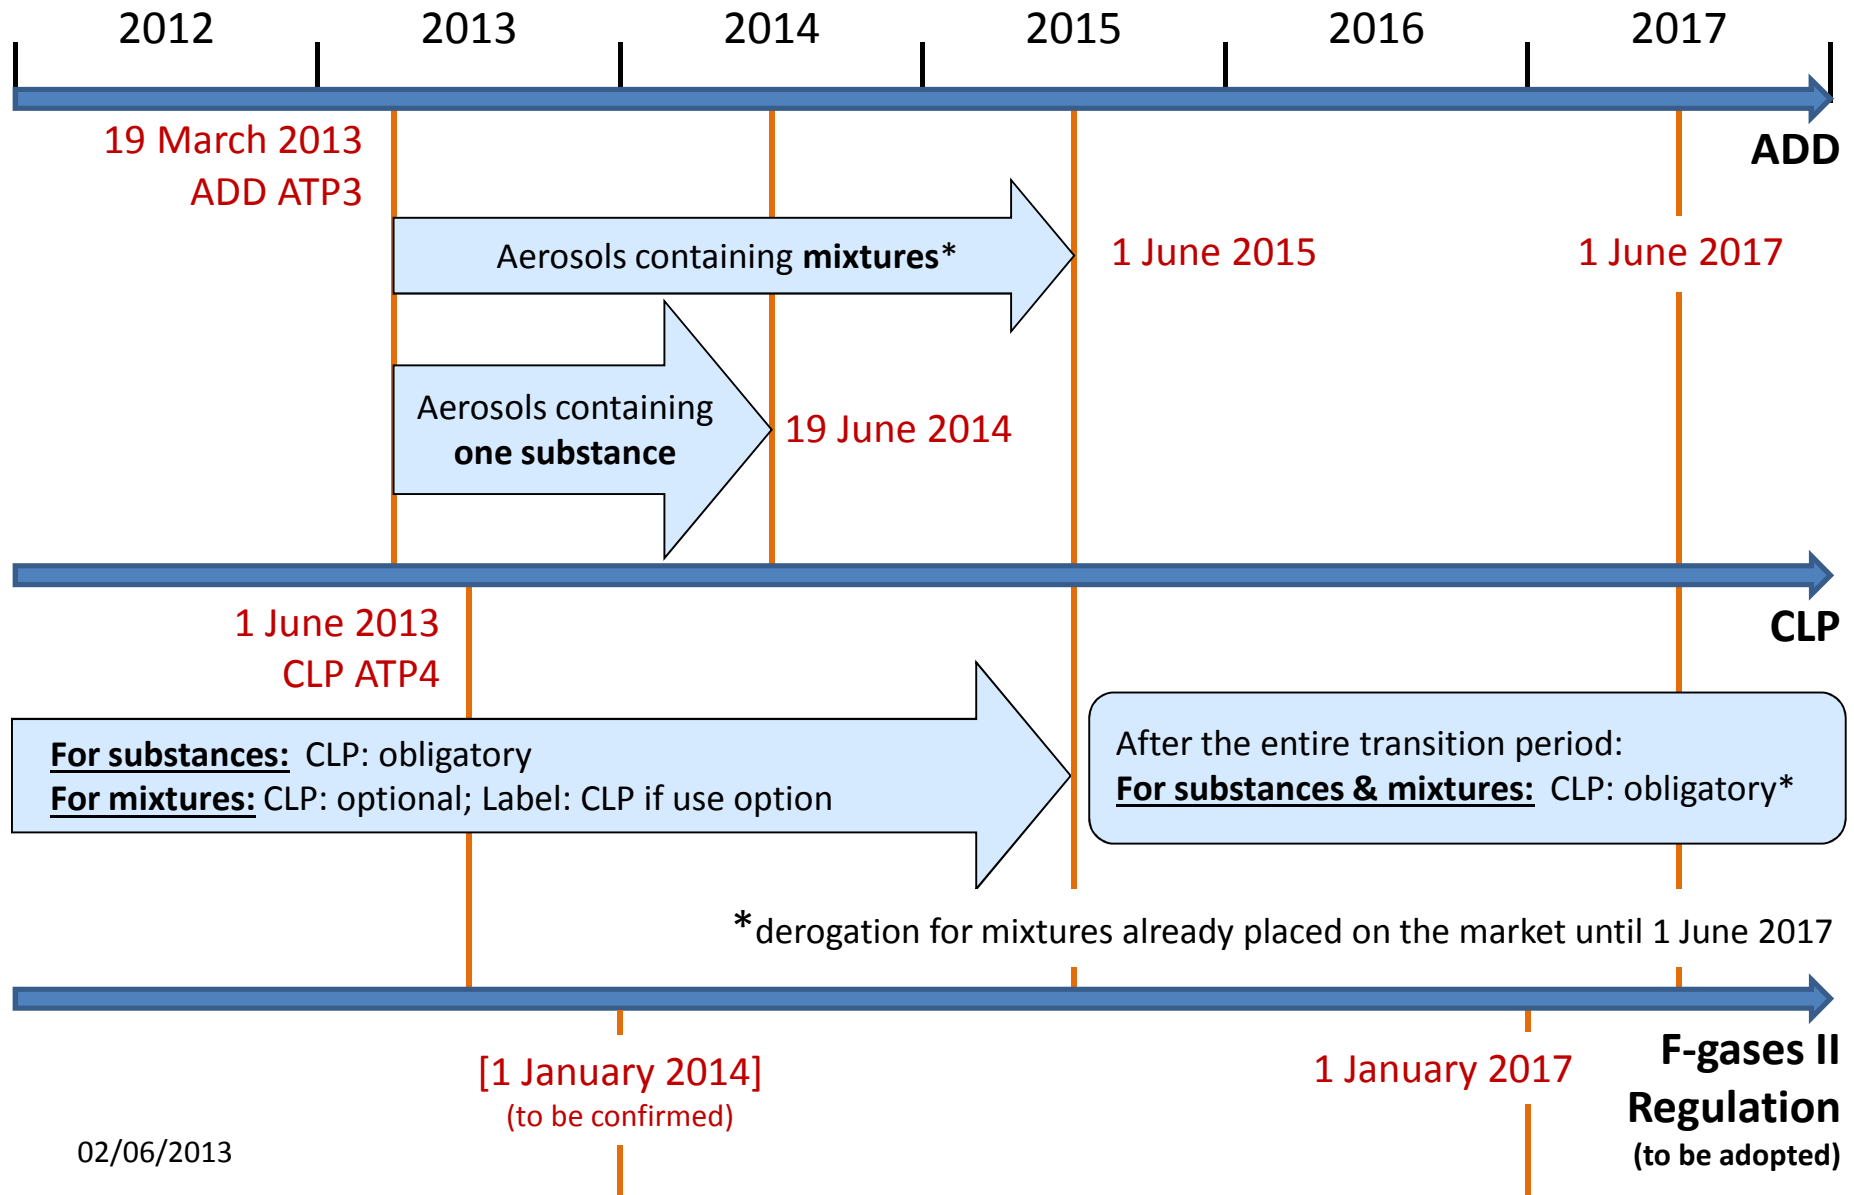 2012 2013 2014 2015 2016 2017
ADD
19 March 2013
ADD ATP3
Aerosols containing mixtures*
1 June 2015
1 June 2017
Aerosols containing
one substance
19 June 2014
CLP
1 June 2013
CLP ATP4
For substances: CLP: obligatory
For mixtures: CLP: optional; Label: CLP if use option
After the entire transition period:
For substances & mixtures: CLP: obligatory*
*derogation for mixtures already placed on the market until 1 June 2017
[1 January 2014]
(to be confirmed)
1 January 2017
F-gases II
Regulation
(to be adopted)
02/06/2013